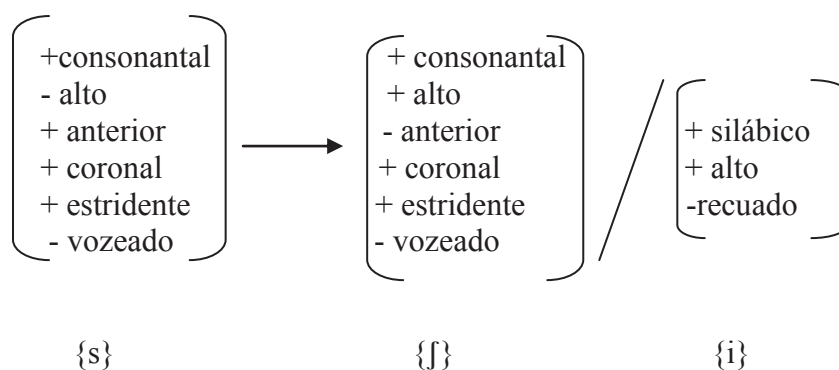 +consonantal
- alto
+ anterior
+ coronal
+ estridente
- vozeado
+ consonantal
+ alto
- anterior
+ coronal
+ estridente
- vozeado
+ silábico
+ alto
-recuado
{s} {ʃ} {i}